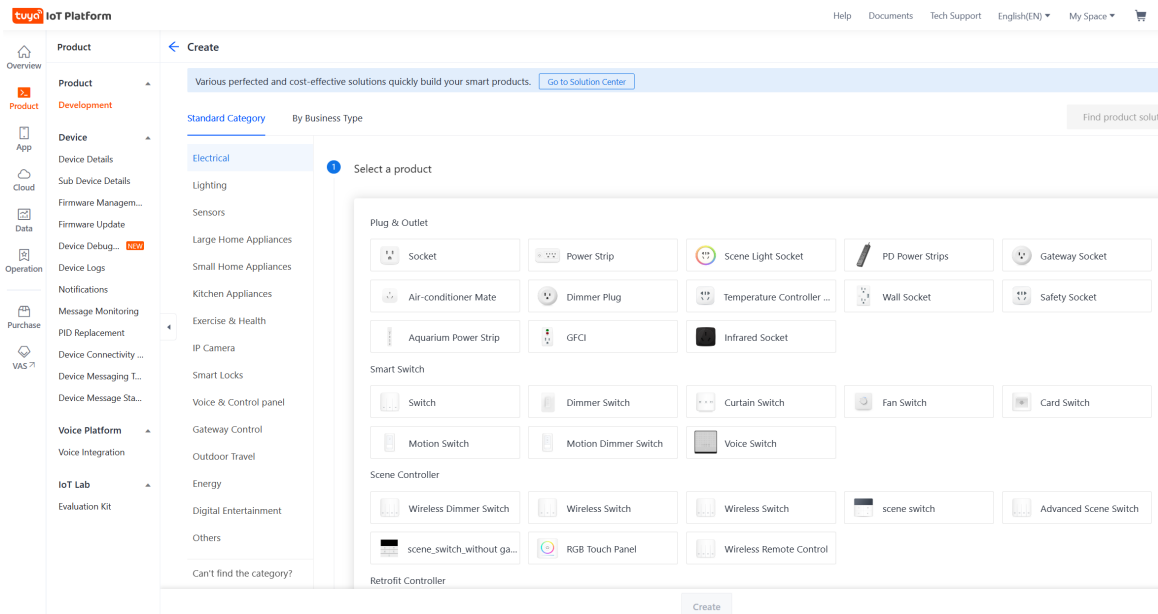 tuya IoT Platform
Help Documents Tech Support English(EN) My Space
Overview
Product
App
Cloud
Data
Operation
Purchase
VAS
Product
Product
Development
Device
Device Details
Sub Device Details
Firmware Managem...
Firmware Update
Device Debug... NEW
Device Logs
Notifications
Message Monitoring
PID Replacement
Device Connectivity ...
Device Messaging T...
Device Message Sta...
Voice Platform
Voice Integration
IoT Lab
Evaluation Kit
Create
Various perfected and cost-effective solutions quickly build your smart products. Go to Solution Center
Standard Category By Business Type Find product solut
Electrical
Lighting
Sensors
Large Home Appliances
Small Home Appliances
Kitchen Appliances
Exercise & Health
IP Camera
Smart Locks
Voice & Control panel
Gateway Control
Outdoor Travel
Energy
Digital Entertainment
Others
Can't find the category?
1 Select a product
Plug & Outlet
Socket Power Strip Scene Light Socket PD Power Strips Gateway Socket
Air-conditioner Mate Dimmer Plug Temperature Controller ... Wall Socket Safety Socket
Aquarium Power Strip GFCI Infrared Socket
Smart Switch
Switch Dimmer Switch Curtain Switch Fan Switch Card Switch
Motion Switch Motion Dimmer Switch Voice Switch
Scene Controller
Wireless Dimmer Switch Wireless Switch Wireless Switch scene switch Advanced Scene Switch
scene_switch_without ga... RGB Touch Panel Wireless Remote Control
Retrofit Controller
Create